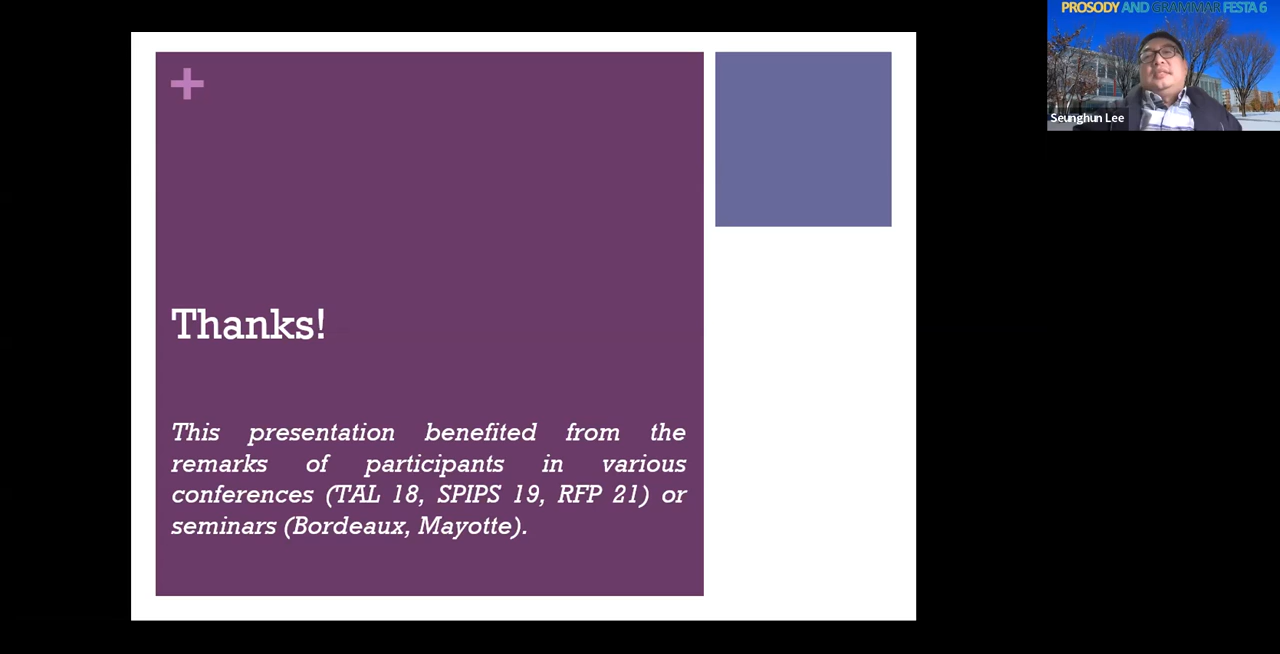 PROSODY AND GRAMMAR FESTA 6
Seunghun Lee
+
Thanks!
This presentation benefited from the
remarks of participants in various
conferences (TAL 18, SPIPS 19, RFP 21) or
seminars (Bordeaux, Mayotte).